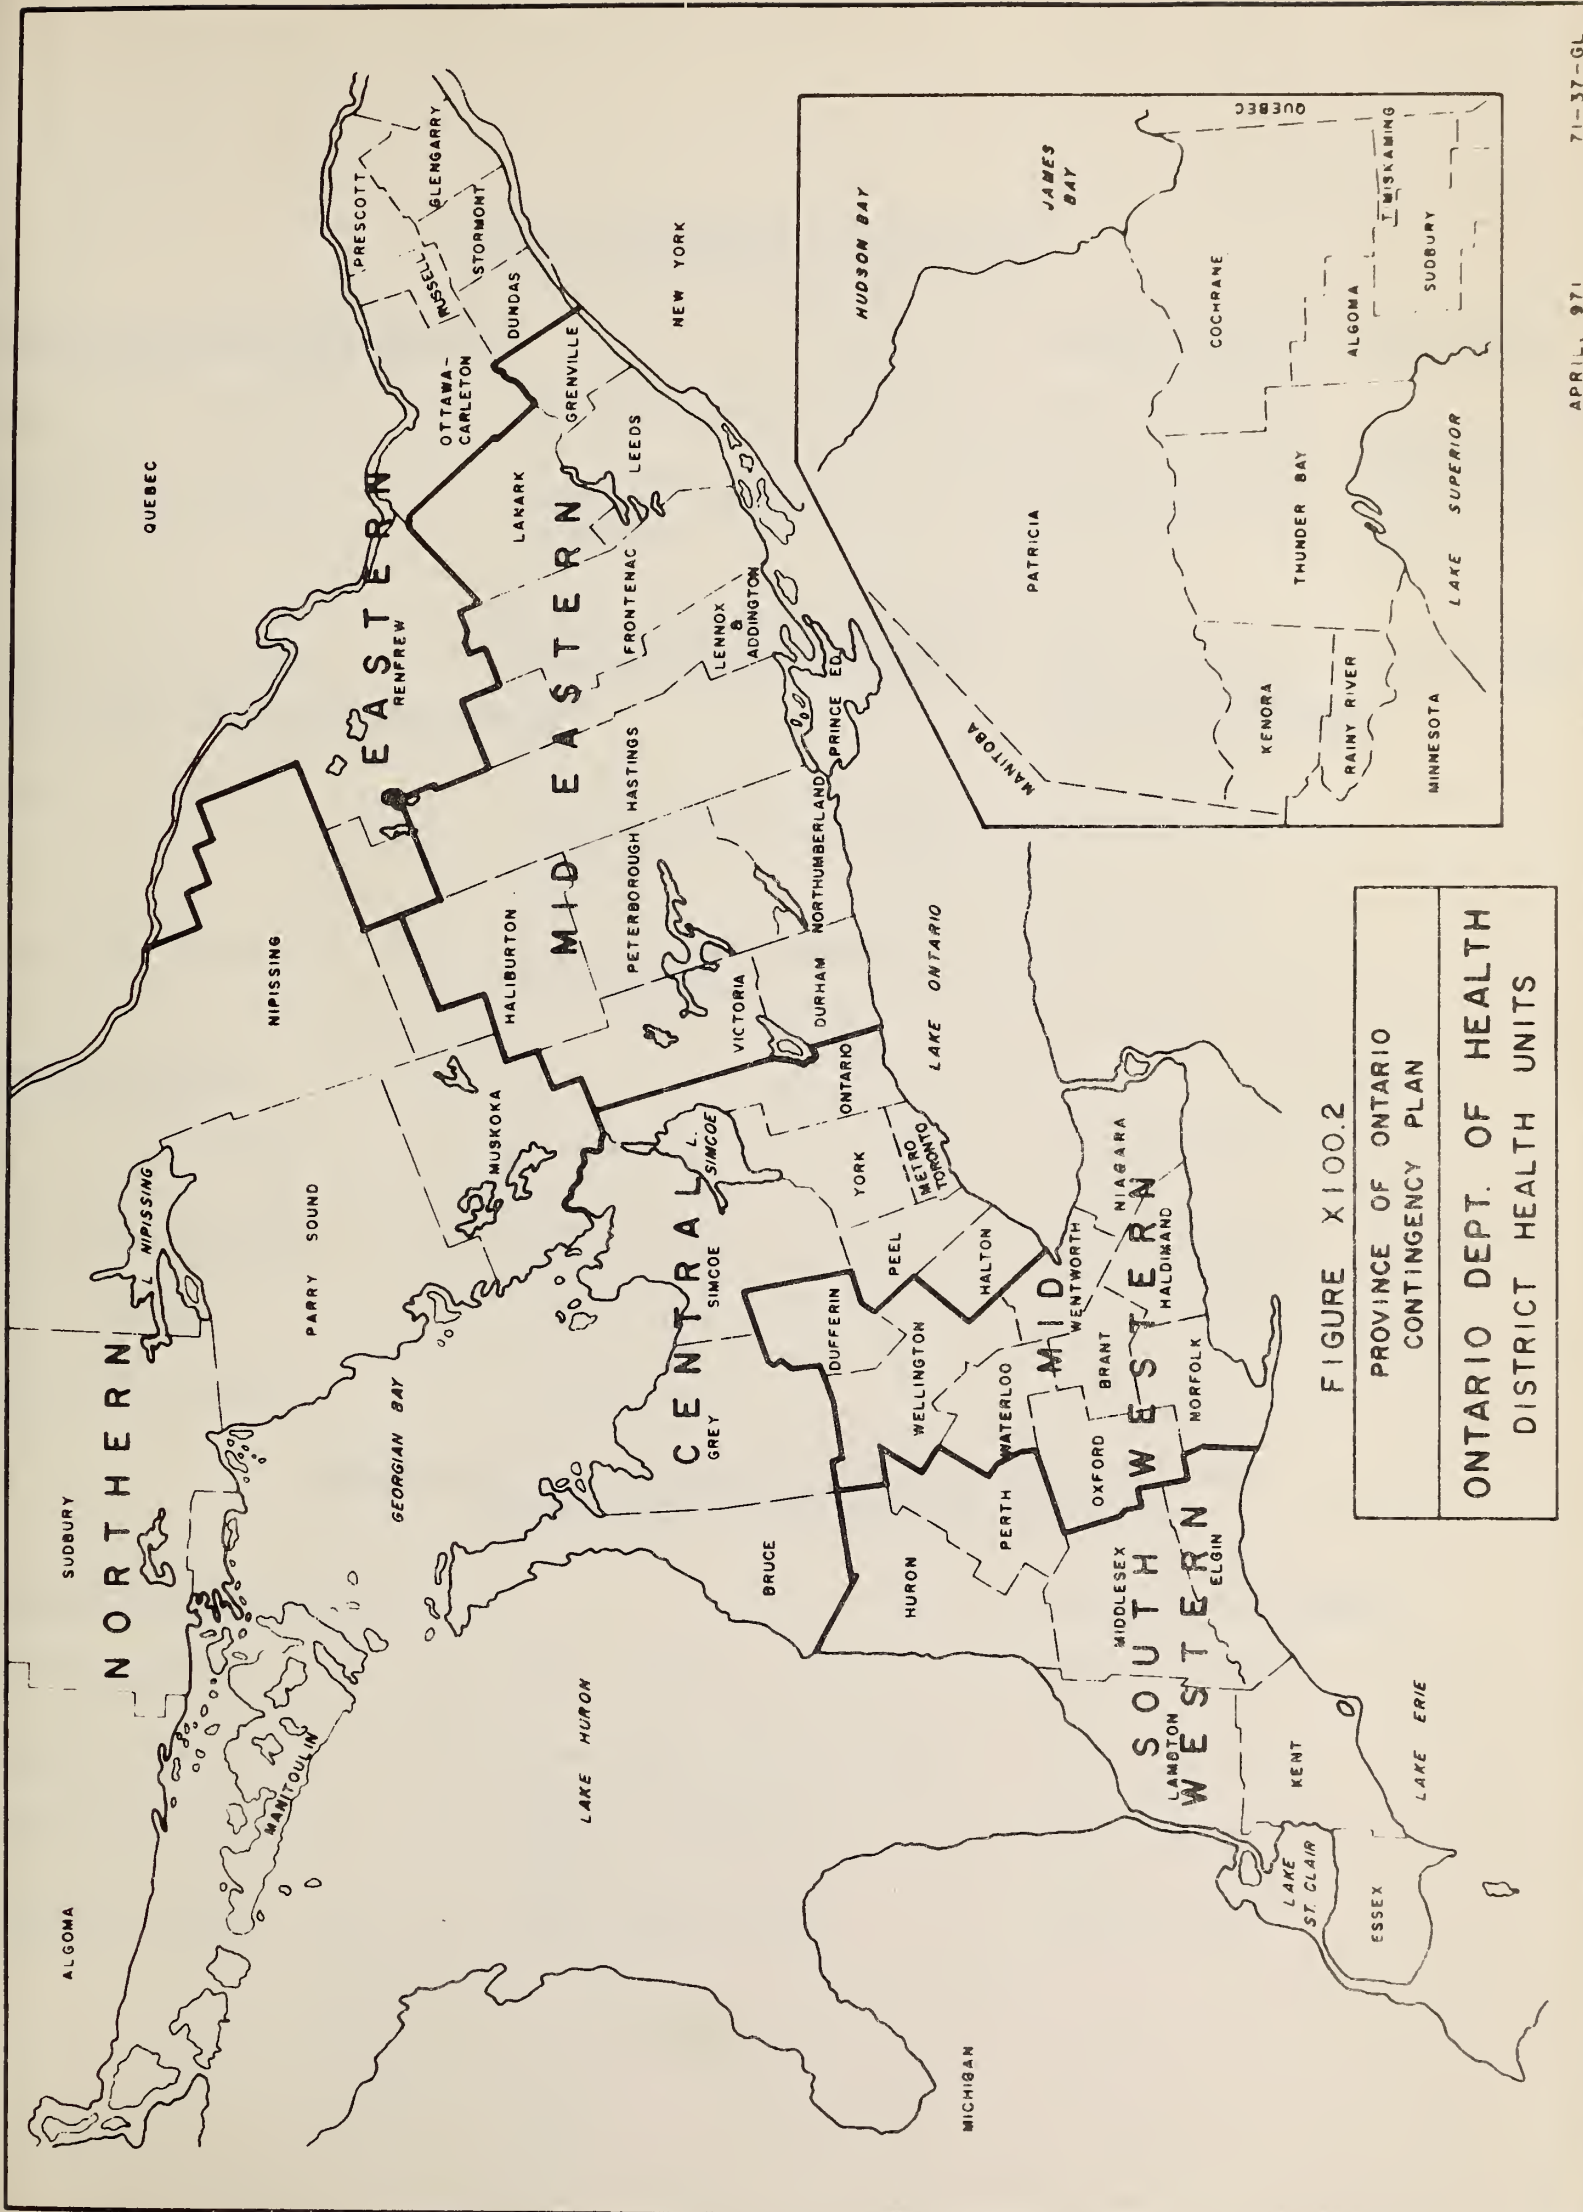 QUEBEC
ALGOMA
SUDBURY
NORTHERN
L. NIPISSING
NIPISSING
PARRY SOUND
MANITOULIN
GEORGIAN BAY
MUSKOKA
HALIBURTON
EASTERN
RENFREW
OTTAWA-
CARLETON
PRESCOTT
RUSSELL
GLENGARRY
STORMONT
DUNDAS
GRENVILLE
LANARK
LEEDS
MID EASTERN
FRONTENAC
LENNOX
&
ADDINGTON
HASTINGS
PETERBOROUGH
PRINCE ED.
NORTHUMBERLAND
DURHAM
VICTORIA
ONTARIO
NEW YORK
LAKE HURON
CENTRAL
L.
SIMCOE
SIMCOE
GREY
BRUCE
YORK
METRO
TORONTO
PEEL
HALTON
DUFFERIN
WELLINGTON
WATERLOO
HURON
PERTH
LAKE ONTARIO
MID
WESTERN
WENTWORTH
NIAGARA
HALDIMAND
BRANT
NORFOLK
OXFORD
SOUTH
WESTERN
MIDDLESEX
ELGIN
LAMBTON
KENT
LAKE
ST. CLAIR
ESSEX
LAKE ERIE
MICHIGAN
HUDSON BAY
JAMES
BAY
QUEBEC
PATRICIA
MANITOBA
COCHRANE
TIMISKAMING
ALGOMA
SUDBURY
THUNDER BAY
KENORA
RAINY RIVER
MINNESOTA
LAKE SUPERIOR
FIGURE X100.2
PROVINCE OF ONTARIO
CONTINGENCY PLAN
ONTARIO DEPT. OF HEALTH
DISTRICT HEALTH UNITS
APRIL, 971
71-37-GL